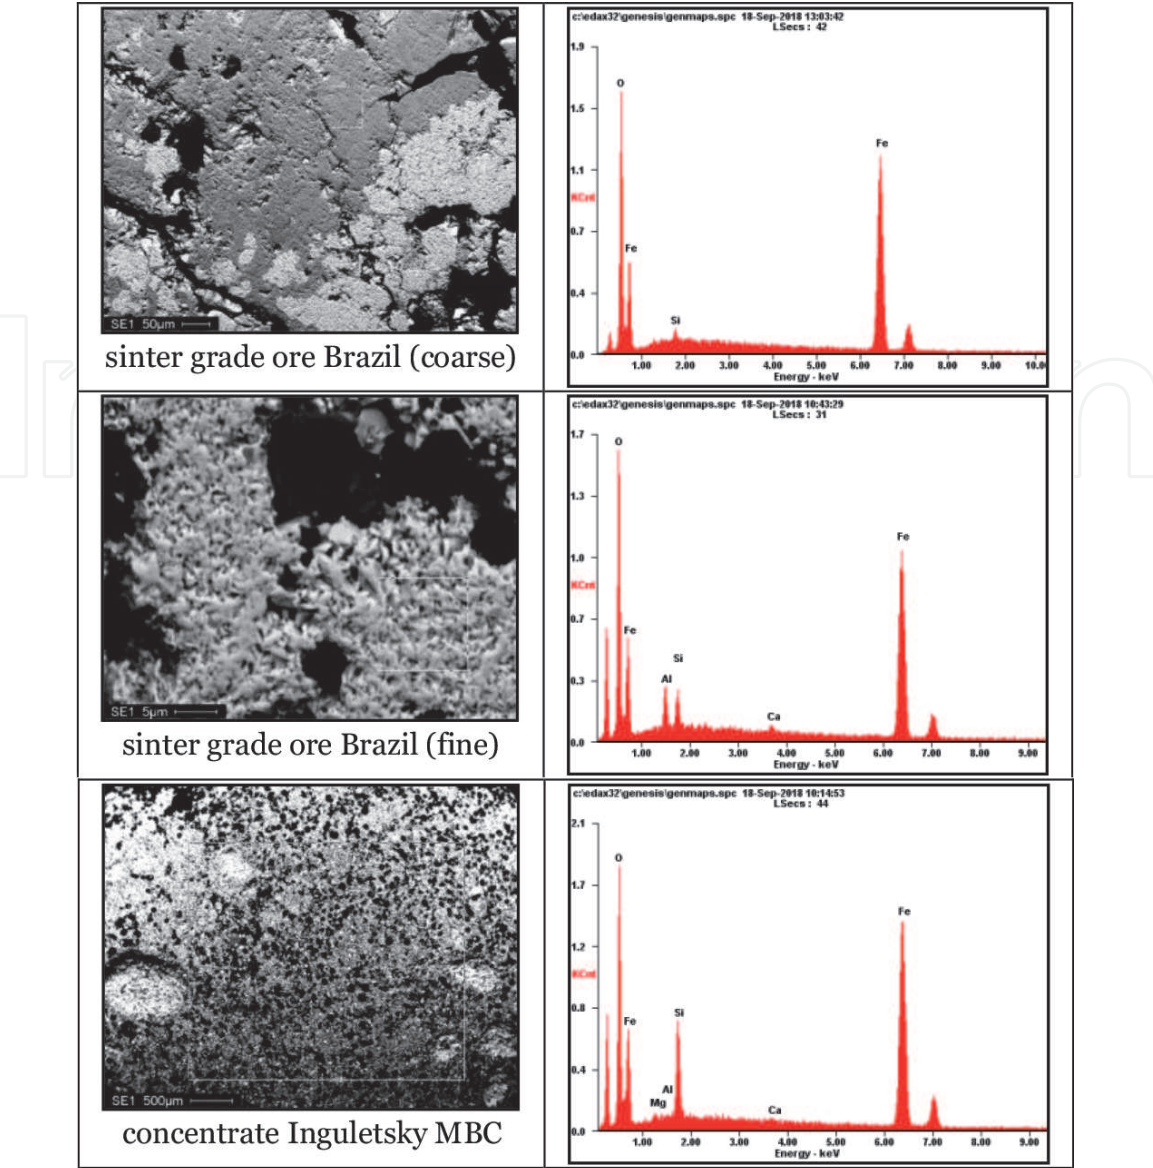 c:\edax32\genesis\genmaps.spc 18-Sep-2018 13:03:42
LSecs : 42
1.9
O
1.5
Fe
1.1
KCnt
0.7
Fe
0.4
Si
0.0
1.00 2.00 3.00 4.00 5.00 6.00 7.00 8.00 9.00 10.0
Energy - keV
SE1 50µm
sinter grade ore Brazil (coarse)
c:\edax32\genesis\genmaps.spc 18-Sep-2018 10:43:29
LSecs : 31
1.7
O
1.3
Fe
1.0
KCnt
0.7
Fe
Si
Al
0.3
Ca
0.0
1.00 2.00 3.00 4.00 5.00 6.00 7.00 8.00 9.00
Energy - keV
SE1 5µm
sinter grade ore Brazil (fine)
c:\edax32\genesis\genmaps.spc 18-Sep-2018 10:14:53
LSecs : 44
2.1
O
1.7
Fe
1.2
KCnt
0.8
Fe
Si
0.4
Al
Mg
Ca
0.0
1.00 2.00 3.00 4.00 5.00 6.00 7.00 8.00 9.00
Energy - keV
SE1 500µm
concentrate Inguletsky MBC